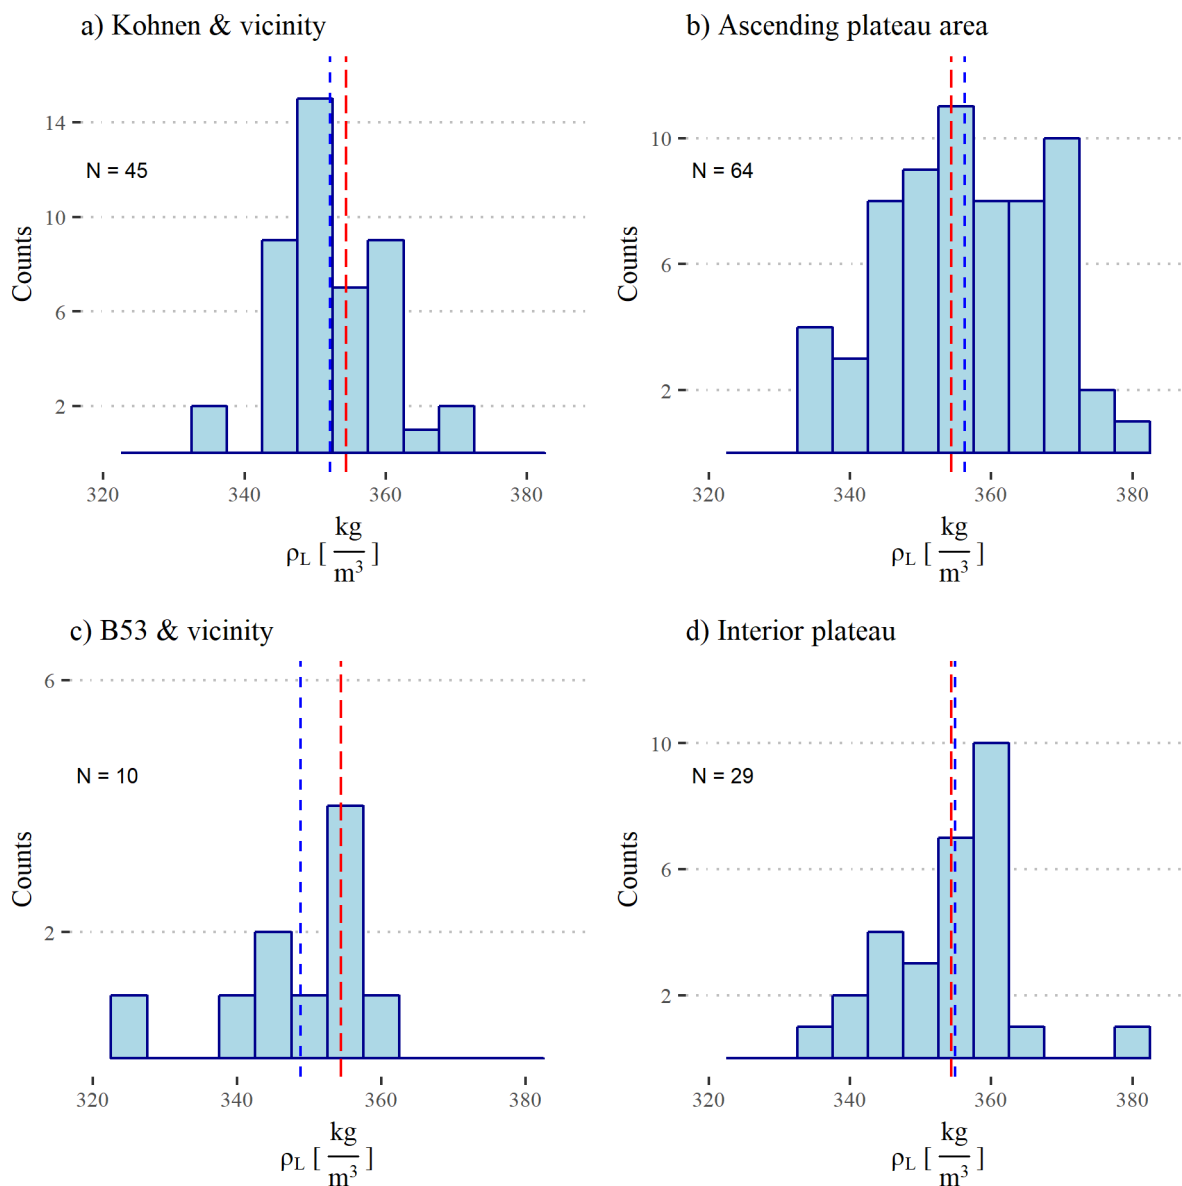 a) Kohnen & vicinity
14
10
6
2
N = 45
Counts
320 340 360 380
ρL [ kg/m³ ]
b) Ascending plateau area
10
6
2
N = 64
Counts
320 340 360 380
ρL [ kg/m³ ]
c) B53 & vicinity
6
2
N = 10
Counts
320 340 360 380
ρL [ kg/m³ ]
d) Interior plateau
10
6
2
N = 29
Counts
320 340 360 380
ρL [ kg/m³ ]